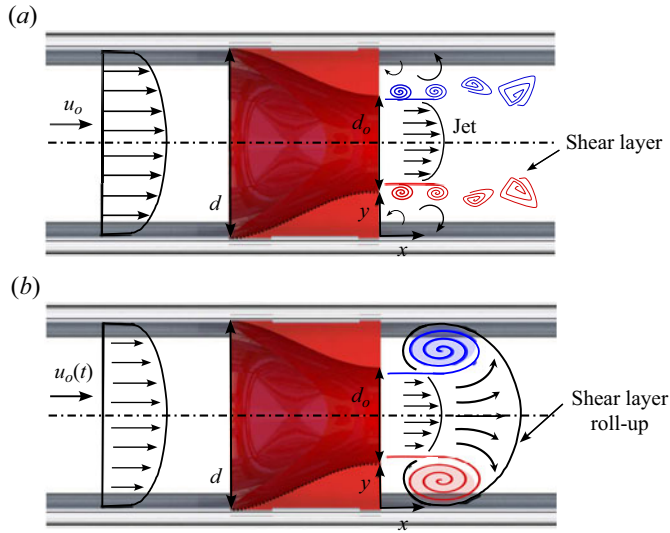 (a)
u_o
d_o
Jet
Shear layer
d
y
x
(b)
u_o(t)
d_o
Shear layer
roll-up
d
y
x